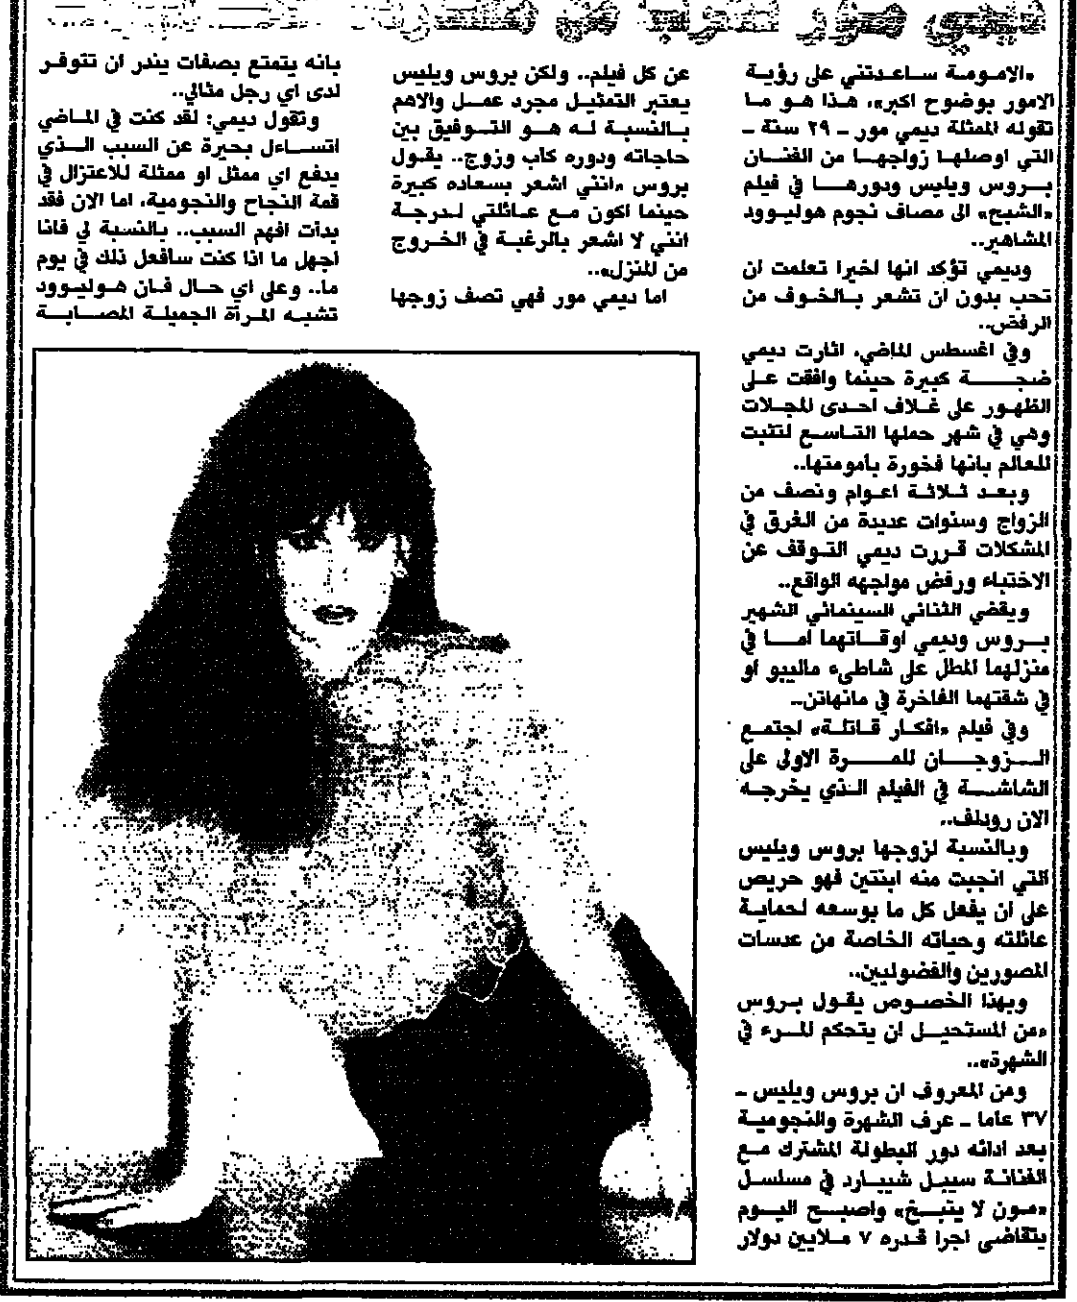 ديمي مور تقترب من
«الامومة ساعدتني على رؤية
الامور بوضوح اكبر»، هذا هو ما
تقوله الممثلة ديمي مور ـ ٢٩ سنة ـ
التي اوصلها زواجها من الفنان
بروس ويليس ودورها في فيلم
«الشبح» الى مصاف نجوم هوليوود
المشاهير..
وديمي تؤكد انها اخيرا تعلمت ان
تحب بدون ان تشعر بالخوف من
الرفض..
وفي اغسطس الماضي، اثارت ديمي
ضجة كبيرة حينما وافقت على
الظهور على غلاف احدى المجلات
وهي في شهر حملها التاسع لتثبت
للعالم بانها فخورة بأمومتها..
وبعد ثلاثة اعوام ونصف من
الزواج وسنوات عديدة من الغرق في
المشكلات قررت ديمي التوقف عن
الاختباء ورفض مواجهه الواقع..
ويقضي الثنائي السينمائي الشهير
بروس وديمي اوقاتهما اما في
منزلهما المطل على شاطىء ماليبو او
في شقتهما الفاخرة في مانهاتن..
وفي فيلم «افكار قاتلة» اجتمع
الزوجان للمرة الاولى على
الشاشة في الفيلم الذي يخرجه
الان رودلف..
وبالنسبة لزوجها بروس ويليس
التي انجبت منه ابنتين فهو حريص
على ان يفعل كل ما بوسعه لحماية
عائلته وحياته الخاصة من عدسات
المصورين والفضوليين..
وبهذا الخصوص يقول بروس
«من المستحيل ان يتحكم المرء في
الشهرة»..
ومن المعروف ان بروس ويليس ـ
٣٧ عاما ـ عرف الشهرة والنجومية
بعد ادائه دور البطولة المشترك مع
الفنانة سيبل شيبارد في مسلسل
«مون لا يتبخ» واصبح اليوم
يتقاضى اجرا قدره ٧ ملايين دولار
عن كل فيلم.. ولكن بروس ويليس
يعتبر التمثيل مجرد عمل والاهم
بالنسبة له هو التوفيق بين
حاجاته ودوره كأب وزوج.. يقول
بروس «انني اشعر بسعاده كبيرة
حينما اكون مع عائلتي لدرجة
انني لا اشعر بالرغبة في الخروج
من المنزل»..
اما ديمي مور فهي تصف زوجها
بانه يتمتع بصفات يندر ان تتوفر
لدى اي رجل مثالي..
وتقول ديمي: لقد كنت في الماضي
اتساءل بحيرة عن السبب الذي
يدفع اي ممثل او ممثلة للاعتزال في
قمة النجاح والنجومية، اما الان فقد
بدأت افهم السبب.. بالنسبة لي فانا
اجهل ما اذا كنت سأفعل ذلك في يوم
ما.. وعلى اي حال فان هوليوود
تشبه المرأة الجميلة المصابة